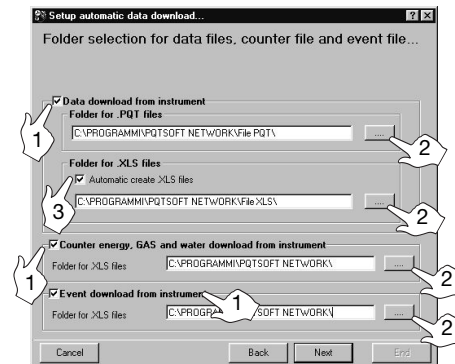 Setup automatic data download...
Folder selection for data files, counter file and event file...
Data download from instrument
Folder for .PQT files
1
C:\PROGRAMMI\PQTSOFT NETWORK\File PQT\
....
2
Folder for .XLS files
Automatic create .XLS files
3
C:\PROGRAMMI\PQTSOFT NETWORK\File XLS\
....
2
Counter energy, GAS and water download from instrument
1
Folder for .XLS files
C:\PROGRAMMI\PQTSOFT NETWORK\
....
2
Event download from instrument
1
Folder for .XLS files
C:\PROGRA
SOFT NETWORK\
....
2
Cancel
Back
Next
End